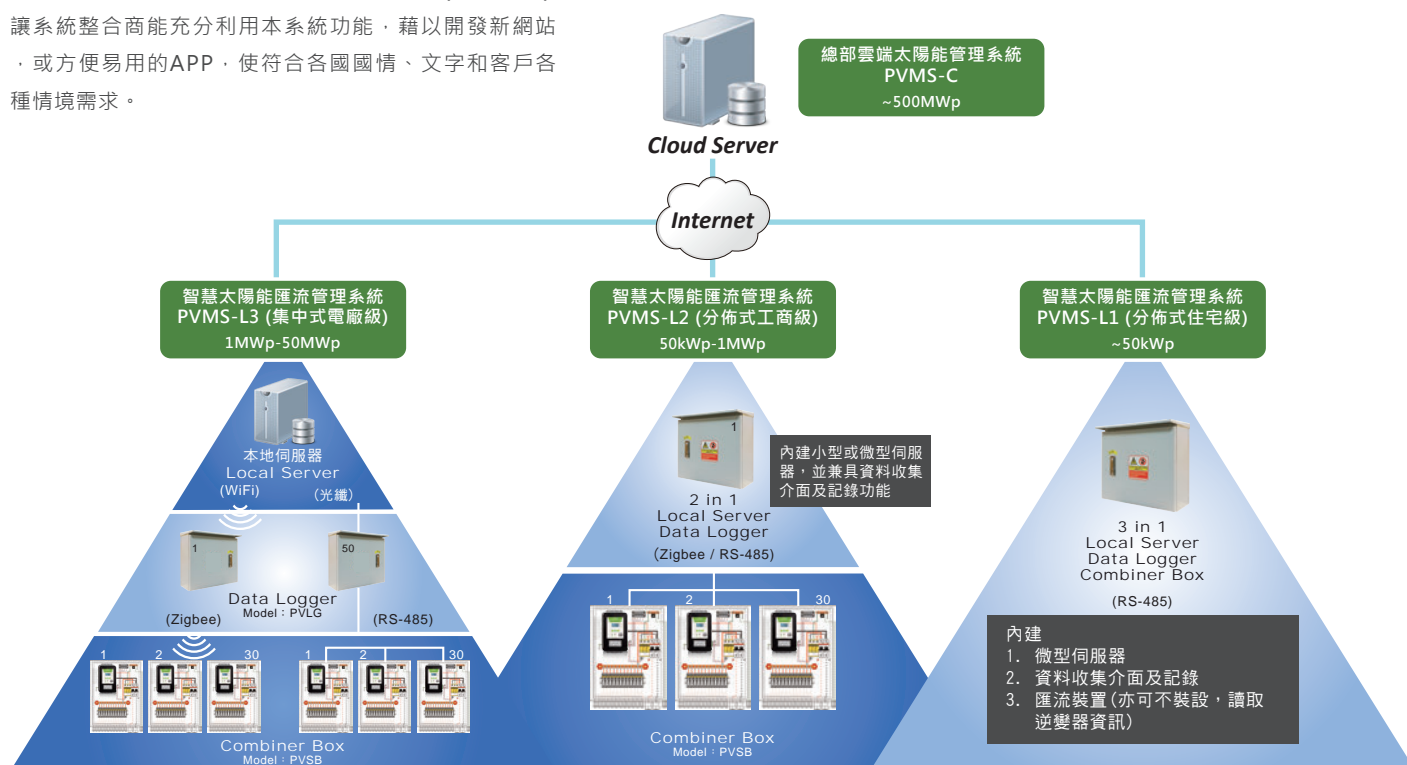 讓系統整合商能充分利用本系統功能，藉以開發新網站
，或方便易用的APP，使符合各國國情、文字和客戶各
種情境需求。
總部雲端太陽能管理系統
PVMS-C
~500MWp
Cloud Server
Internet
智慧太陽能匯流管理系統
PVMS-L3 (集中式電廠級)
1MWp-50MWp
本地伺服器
Local Server
(WiFi)
(光纖)
1
50
Data Logger
Model：PVLG
(Zigbee)
(RS-485)
1
2
30
1
2
30
Combiner Box
Model：PVSB
智慧太陽能匯流管理系統
PVMS-L2 (分佈式工商級)
50kWp-1MWp
1
內建小型或微型伺服
器，並兼具資料收集
介面及記錄功能
2 in 1
Local Server
Data Logger
(Zigbee / RS-485)
1
2
30
Combiner Box
Model：PVSB
智慧太陽能匯流管理系統
PVMS-L1 (分佈式住宅級)
~50kWp
3 in 1
Local Server
Data Logger
Combiner Box
(RS-485)
內建
1. 微型伺服器
2. 資料收集介面及記錄
3. 匯流裝置(亦可不裝設，讀取
逆變器資訊)